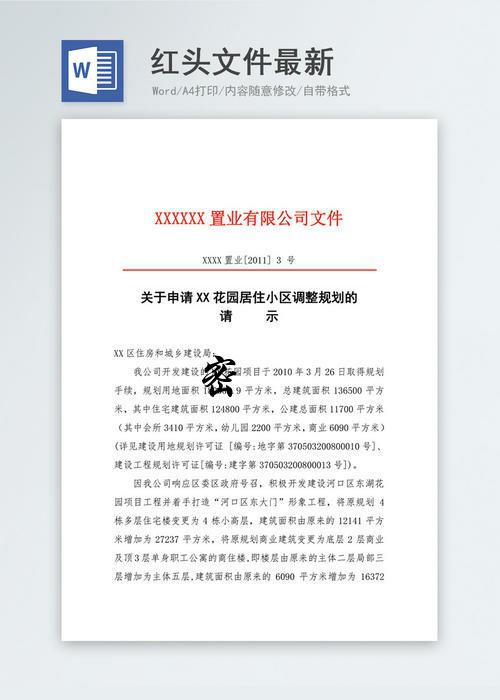 W
红头文件最新
Word/A4打印/内容随意修改/自带格式
XXXXXX 置业有限公司文件
XXXX 置业[2011] 3 号
关于申请 XX 花园居住小区调整规划的
请 示
XX 区住房和城乡建设局:
密
我公司开发建设的 园项目于 2010 年 3 月 26 日取得规划
手续，规划用地面积 9 平方米，总建筑面积 136500 平方
米，其中住宅建筑面积 124800 平方米，公建总面积 11700 平方米
（其中会所 3410 平方米，幼儿园 2200 平方米，商业 6090 平方米）
(详见建设用地规划许可证 [编号:地字第 370503200800010 号]、
建设工程规划许可证[编号:建字第 370503200800013 号])。
因我公司响应区委区政府号召，积极开发建设河口区东湖花
园项目工程并着手打造“河口区东大门”形象工程，将原规划 4
栋多层住宅楼变更为 4 栋小高层，建筑面积由原来的 12141 平方
米增加为 27237 平方米，将原规划商业建筑变更为底层 2 层商业
及顶 3 层单身职工公寓的商住楼,即楼层由原来的主体二层局部三
层增加为主体五层,建筑面积由原来的 6090 平方米增加为 16372